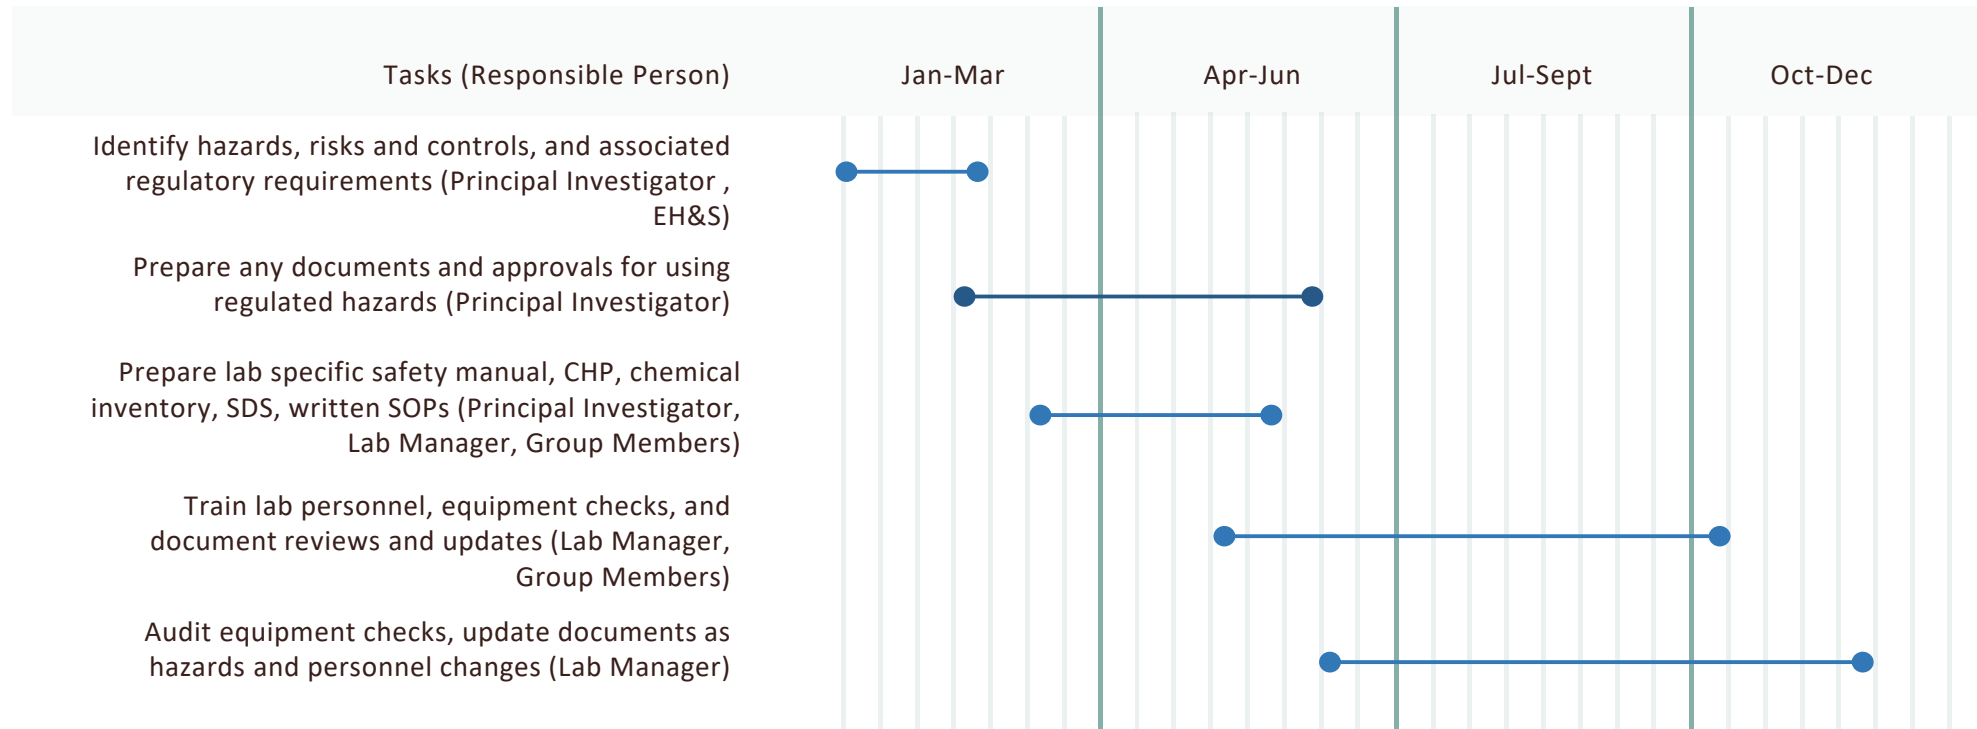 Tasks (Responsible Person)
Jan-Mar
Apr-Jun
Jul-Sept
Oct-Dec
Identify hazards, risks and controls, and associated
regulatory requirements (Principal Investigator ,
EH&S)
Prepare any documents and approvals for using
regulated hazards (Principal Investigator)
Prepare lab specific safety manual, CHP, chemical
inventory, SDS, written SOPs (Principal Investigator,
Lab Manager, Group Members)
Train lab personnel, equipment checks, and
document reviews and updates (Lab Manager,
Group Members)
Audit equipment checks, update documents as
hazards and personnel changes (Lab Manager)